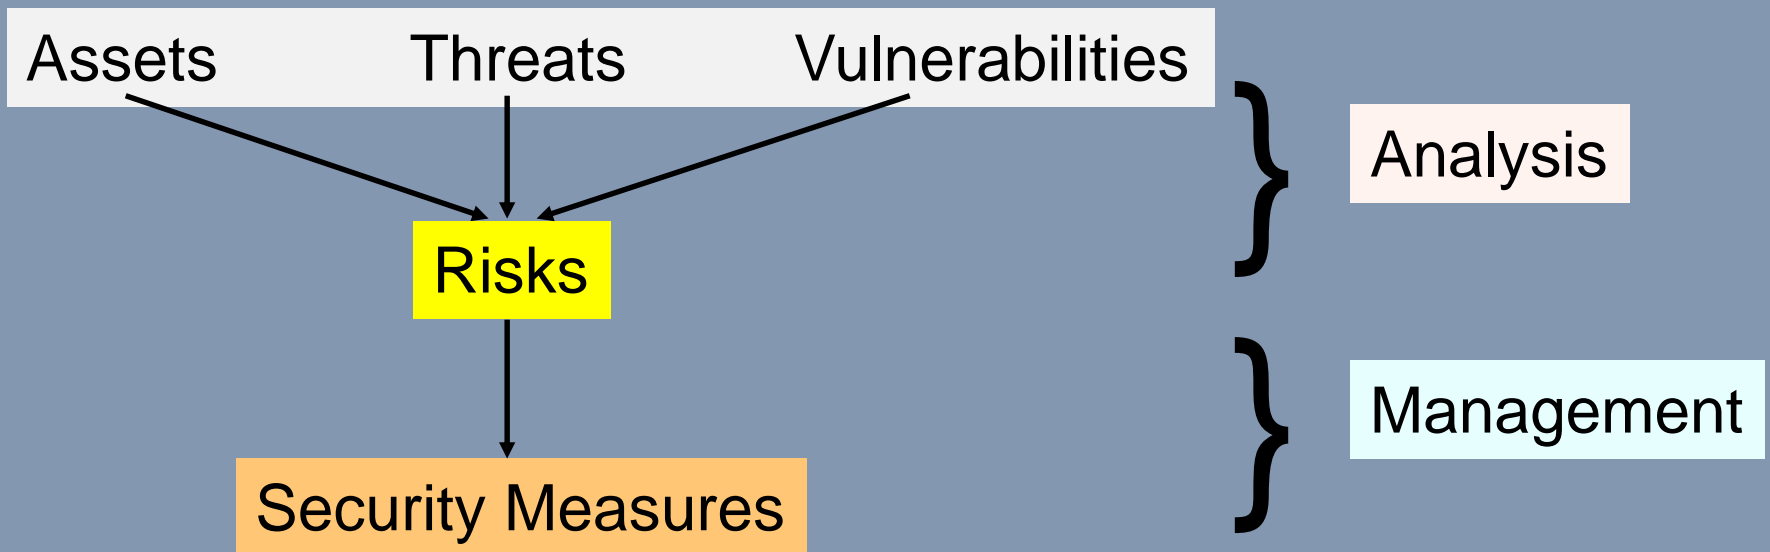 Assets Threats Vulnerabilities
Analysis
Risks
Management
Security Measures